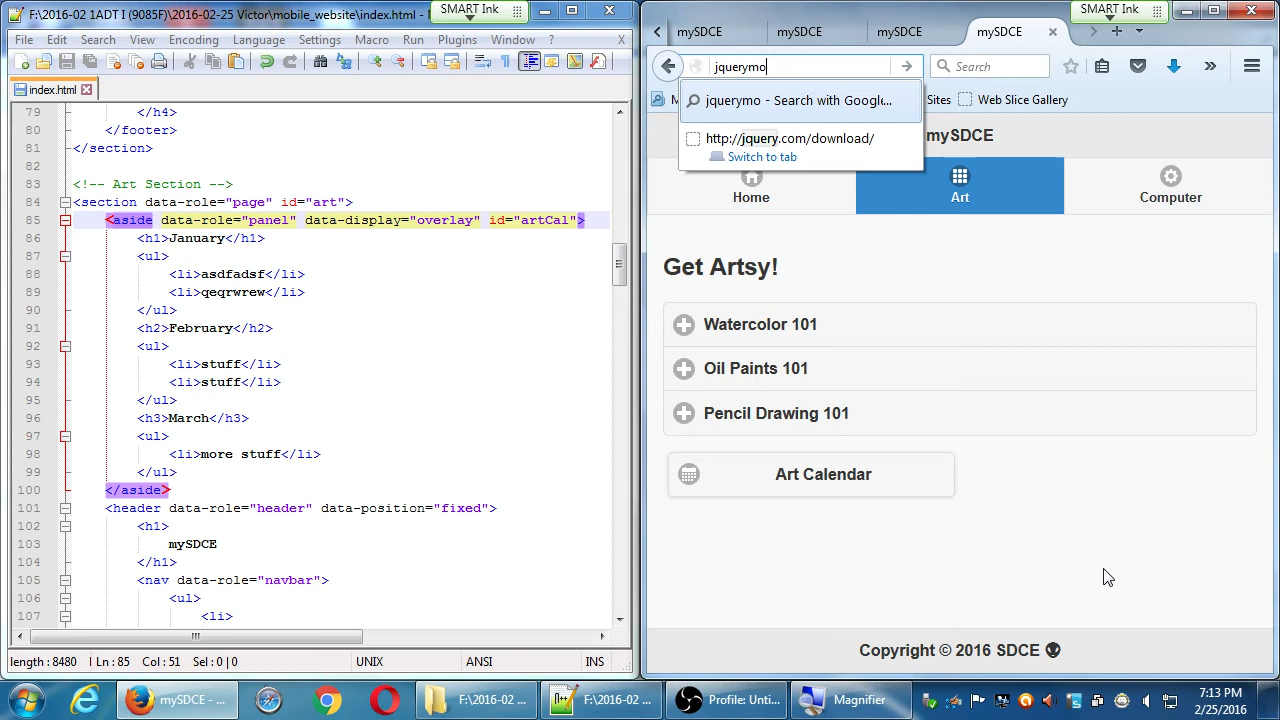 F:\2016-02 1ADT I (9085F)\2016-02-25 Victor\mobile_website\index.html - 
SMART Ink
File Edit Search View Encoding Language Settings Macro Run Plugins Window ? X
index.html
79 </h4>
80 </footer>
81 </section>
82
83 <!-- Art Section -->
84 <section data-role="page" id="art">
85 <aside data-role="panel" data-display="overlay" id="artCal">
86 <h1>January</h1>
87 <ul>
88 <li>asdfadsf</li>
89 <li>qeqrwrew</li>
90 </ul>
91 <h2>February</h2>
92 <ul>
93 <li>stuff</li>
94 <li>stuff</li>
95 </ul>
96 <h3>March</h3>
97 <ul>
98 <li>more stuff</li>
99 </ul>
100 </aside>
101 <header data-role="header" data-position="fixed">
102 <h1>
103 mySDCE
104 </h1>
105 <nav data-role="navbar">
106 <ul>
107 <li>
length : 8480 Ln : 85 Col : 51 Sel : 0 | 0 UNIX ANSI INS
SMART Ink
mySDCE mySDCE mySDCE mySDCE
jquerymo Search
jquerymo - Search with Googl...
http://jquery.com/download/
Switch to tab
Sites Web Slice Gallery
mySDCE
Home Art Computer
Get Artsy!
Watercolor 101
Oil Paints 101
Pencil Drawing 101
Art Calendar
Copyright © 2016 SDCE
mySDCE - ... F:\2016-02 ... F:\2016-02 ... Profile: Unti... Magnifier
7:13 PM
2/25/2016